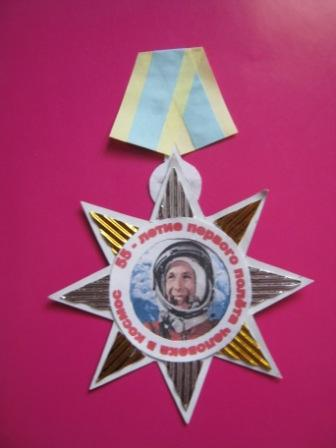 55 - летие первого полёта человека в космос